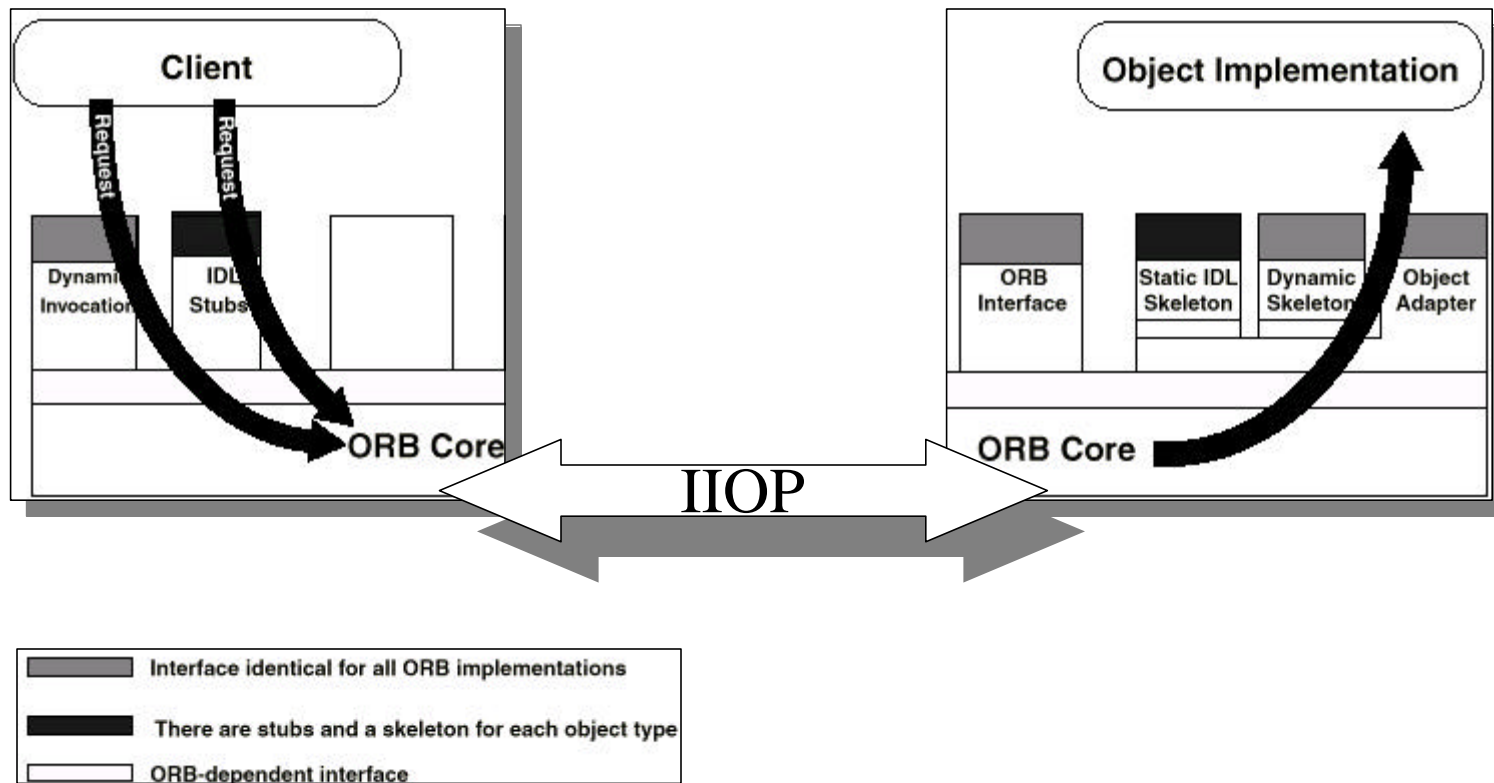 Client
Request
Request
Dynamic
Invocation
IDL
Stubs
ORB Core
Object Implementation
ORB
Interface
Static IDL
Skeleton
Dynamic
Skeleton
Object
Adapter
ORB Core
IIOP
Interface identical for all ORB implementations
There are stubs and a skeleton for each object type
ORB-dependent interface